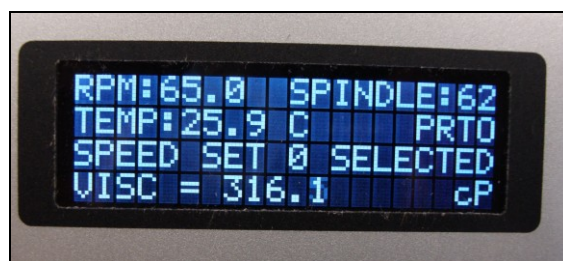 RPM:65.0 SPINDLE:62
TEMP:25.9 C PRTO
SPEED SET 0 SELECTED
VISC = 316.1 cP